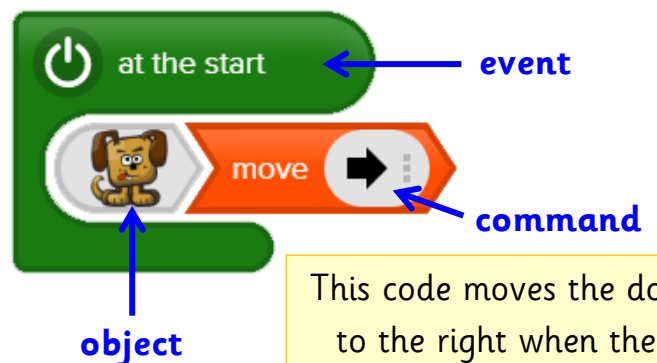 at the start
event
move
command
This code moves the do
to the right when the
object